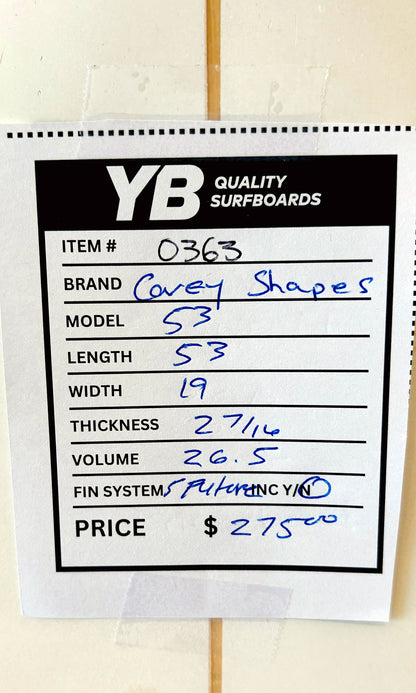 YB QUALITY SURFBOARDS
ITEM # 0363
BRAND Covey Shapes
MODEL 53
LENGTH 53
WIDTH 19
THICKNESS 2 7/16
VOLUME 26.5
FIN SYSTEM 5 Future INC Y/N
PRICE $ 275 00